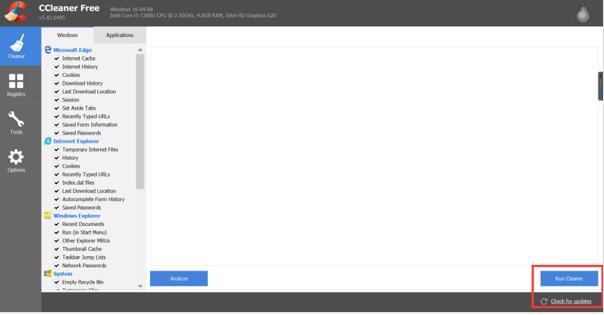 CCleaner Free
v5.42.6495
Windows 10 64-bit
Intel Core i5-7200U CPU @ 2.50GHz, 4.0GB RAM, Intel HD Graphics 620
Cleaner
Registry
Tools
Options
Windows
Applications
Microsoft Edge
Internet Cache
Internet History
Cookies
Download History
Last Download Location
Session
Set Aside Tabs
Recently Typed URLs
Saved Form Information
Saved Passwords
Internet Explorer
Temporary Internet Files
History
Cookies
Recently Typed URLs
Index.dat files
Last Download Location
Autocomplete Form History
Saved Passwords
Windows Explorer
Recent Documents
Run (in Start Menu)
Other Explorer MRUs
Thumbnail Cache
Taskbar Jump Lists
Network Passwords
System
Empty Recycle Bin
Temporary Files
Analyze
Run Cleaner
Check for updates